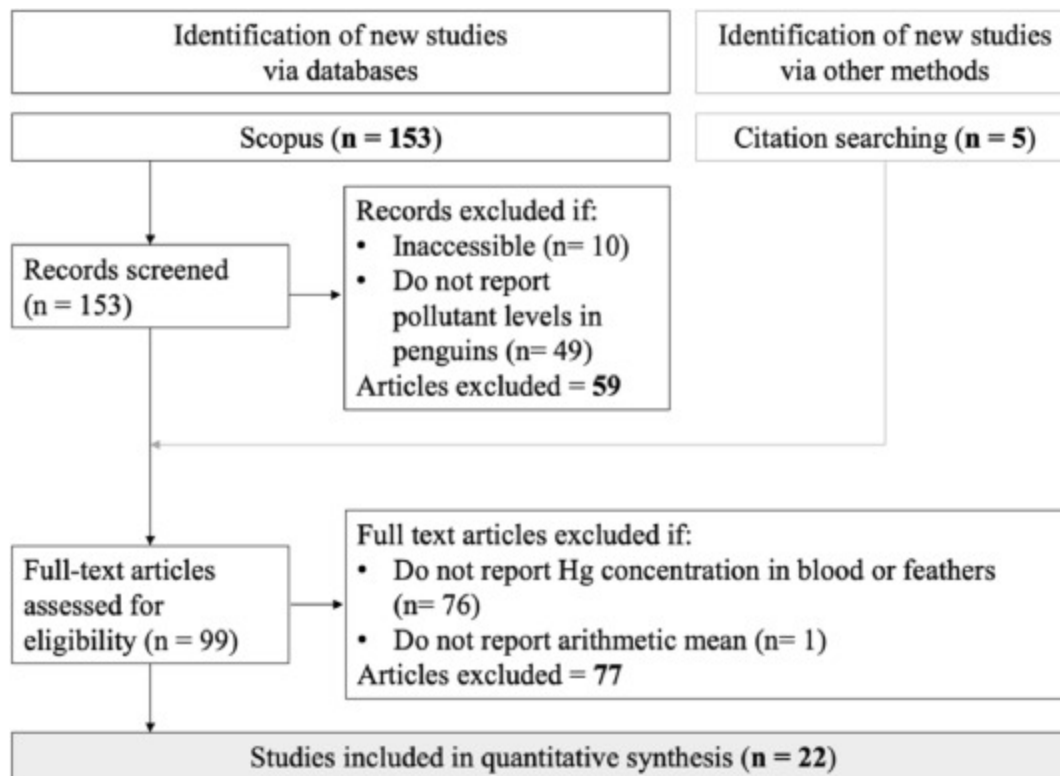 Identification of new studies
via databases
Identification of new studies
via other methods
Scopus (n = 153)
Citation searching (n = 5)
Records screened
(n = 153)
Records excluded if:
• Inaccessible (n= 10)
• Do not report
pollutant levels in
penguins (n= 49)
Articles excluded = 59
Full-text articles
assessed for
eligibility (n = 99)
Full text articles excluded if:
• Do not report Hg concentration in blood or feathers
(n= 76)
• Do not report arithmetic mean (n= 1)
Articles excluded = 77
Studies included in quantitative synthesis (n = 22)